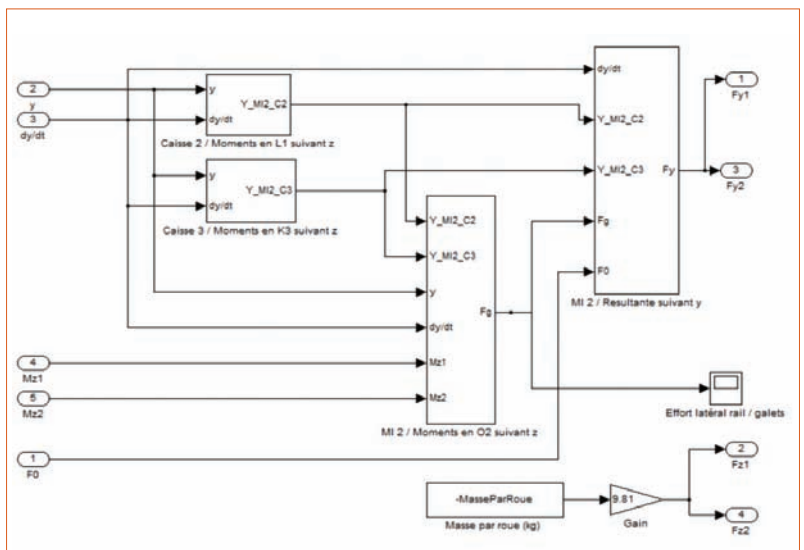 2
y
3
dy/dt
y
dy/dt
Y_MI2_C2
Caisse 2 / Moments en L1 suivant z
y
dy/dt
Y_MI2_C3
Caisse 3 / Moments en K3 suivant z
Y_MI2_C2
Y_MI2_C3
y
dy/dt
Mz1
Mz2
Fg
MI 2 / Moments en O2 suivant z
dy/dt
Y_MI2_C2
Y_MI2_C3
Fg
F0
Fy
MI 2 / Resultante suivant y
1
Fy1
3
Fy2
4
Mz1
5
Mz2
1
F0
Effort latéral rail / galets
-MasseParRoue
Masse par roue (kg)
9.81
Gain
2
Fz1
4
Fz2